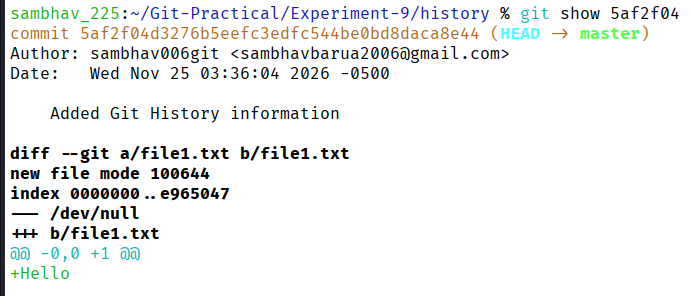 sambhav_225:~/Git-Practical/Experiment-9/history % git show 5af2f04
commit 5af2f04d3276b5eefc3edfc544be0bd8daca8e44 (HEAD -> master)
Author: sambhav006git <sambhavbarua2006@gmail.com>
Date:   Wed Nov 25 03:36:04 2026 -0500

    Added Git History information

diff --git a/file1.txt b/file1.txt
new file mode 100644
index 0000000..e965047
--- /dev/null
+++ b/file1.txt
@@ -0,0 +1 @@
+Hello